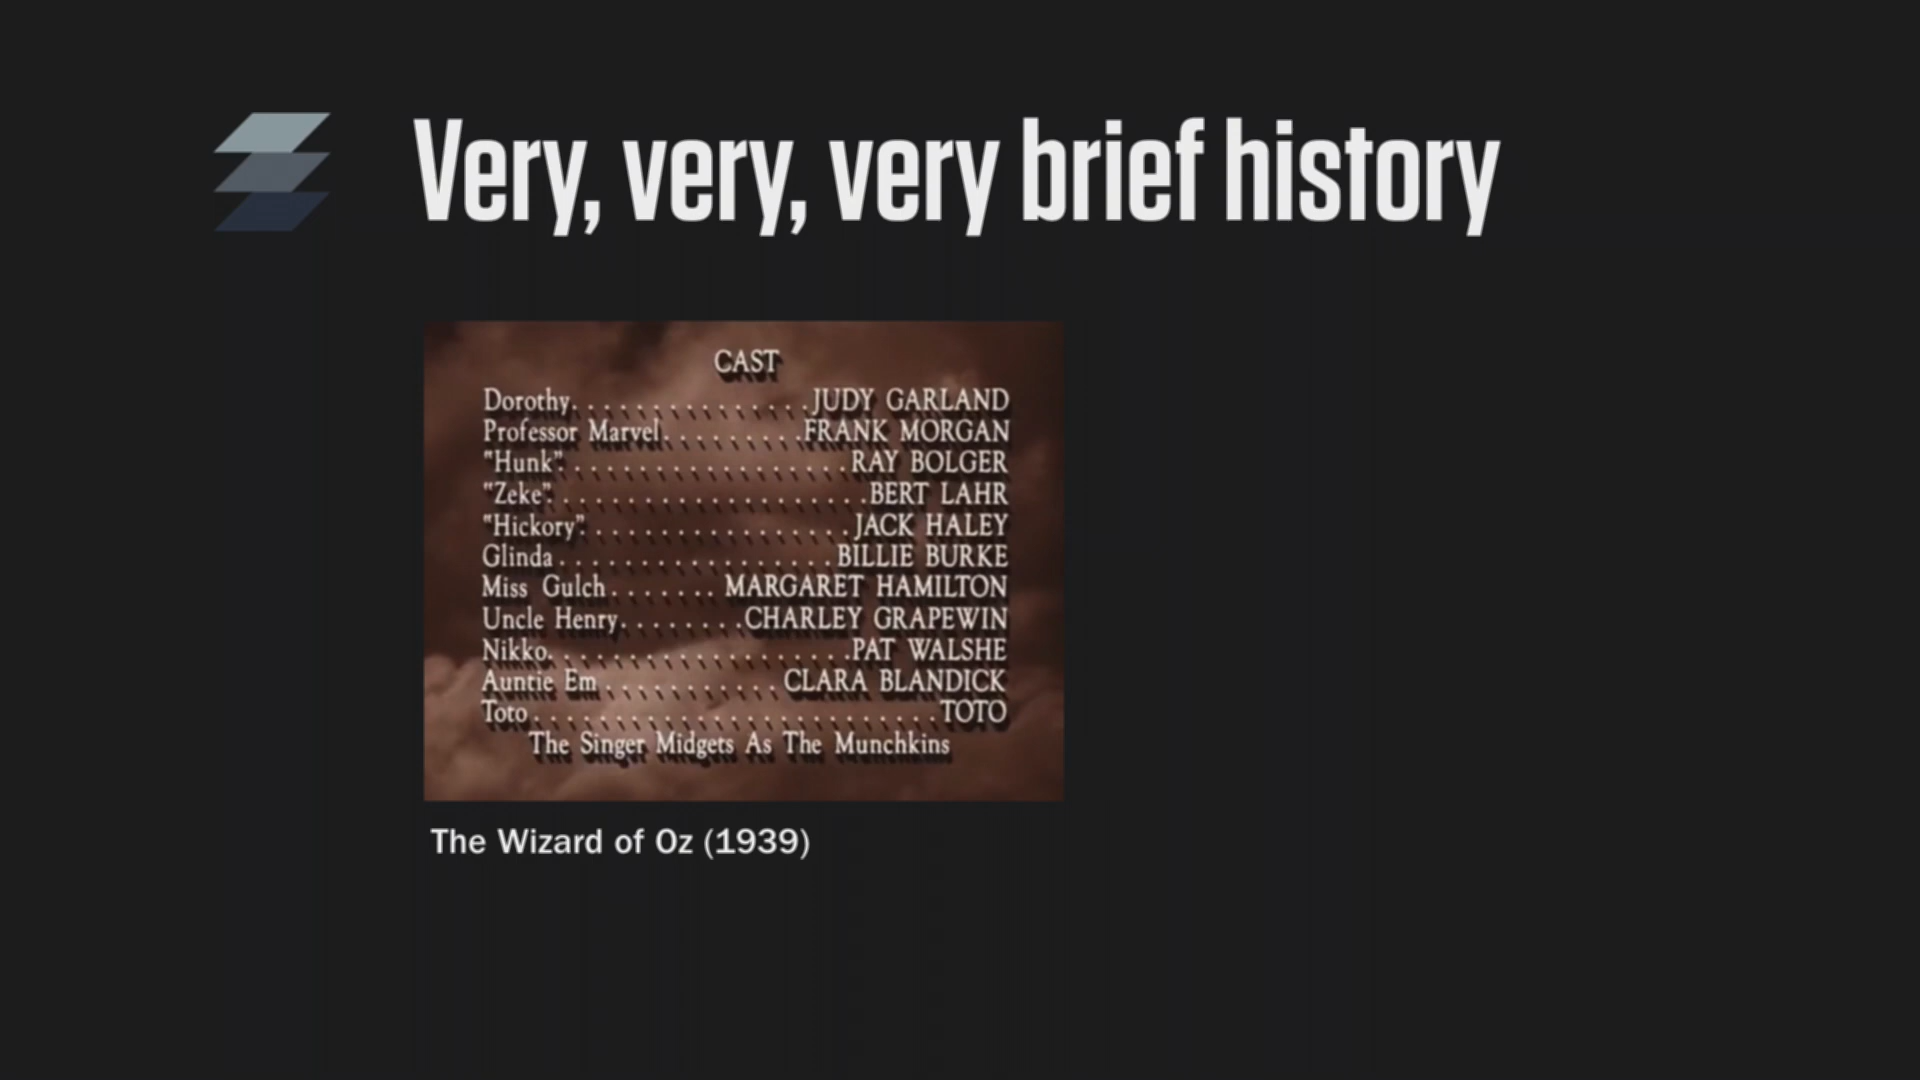 Very, very, very brief history
CAST
Dorothy. . . . . . . . . . . . . . .JUDY GARLAND
Professor Marvel. . . . . . . . .FRANK MORGAN
"Hunk". . . . . . . . . . . . . . . . . .RAY BOLGER
"Zeke". . . . . . . . . . . . . . . . . . . .BERT LAHR
"Hickory". . . . . . . . . . . . . . . . .JACK HALEY
Glinda . . . . . . . . . . . . . . . . . BILLIE BURKE
Miss Gulch . . . . . . . MARGARET HAMILTON
Uncle Henry. . . . . . . .CHARLEY GRAPEWIN
Nikko. . . . . . . . . . . . . . . . . . .PAT WALSHE
Auntie Em . . . . . . . . . . . CLARA BLANDICK
Toto . . . . . . . . . . . . . . . . . . . . . . . . .TOTO
The Singer Midgets As The Munchkins
The Wizard of Oz (1939)